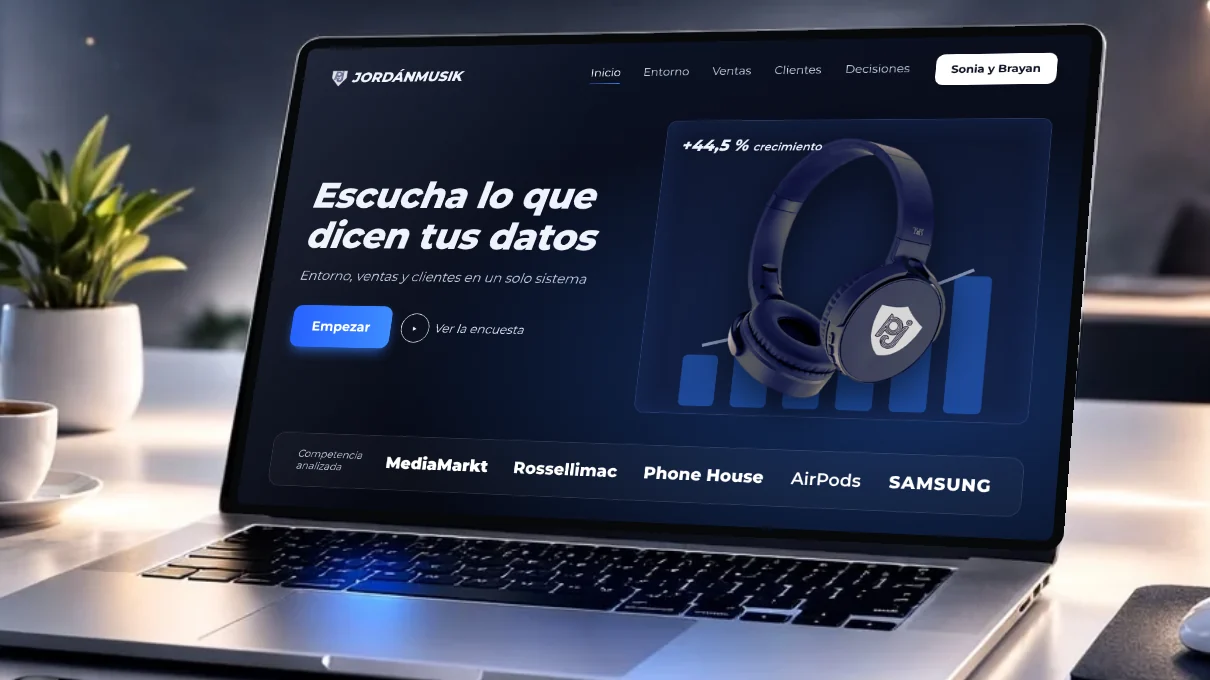 JORDÁNMUSIK
Inicio Entorno Ventas Clientes Decisiones Sonia y Brayan
+44,5 % crecimiento
Escucha lo que
dicen tus datos
Entorno, ventas y clientes en un solo sistema
Empezar Ver la encuesta
Competencia
analizada
MediaMarkt Rossellimac Phone House AirPods SAMSUNG